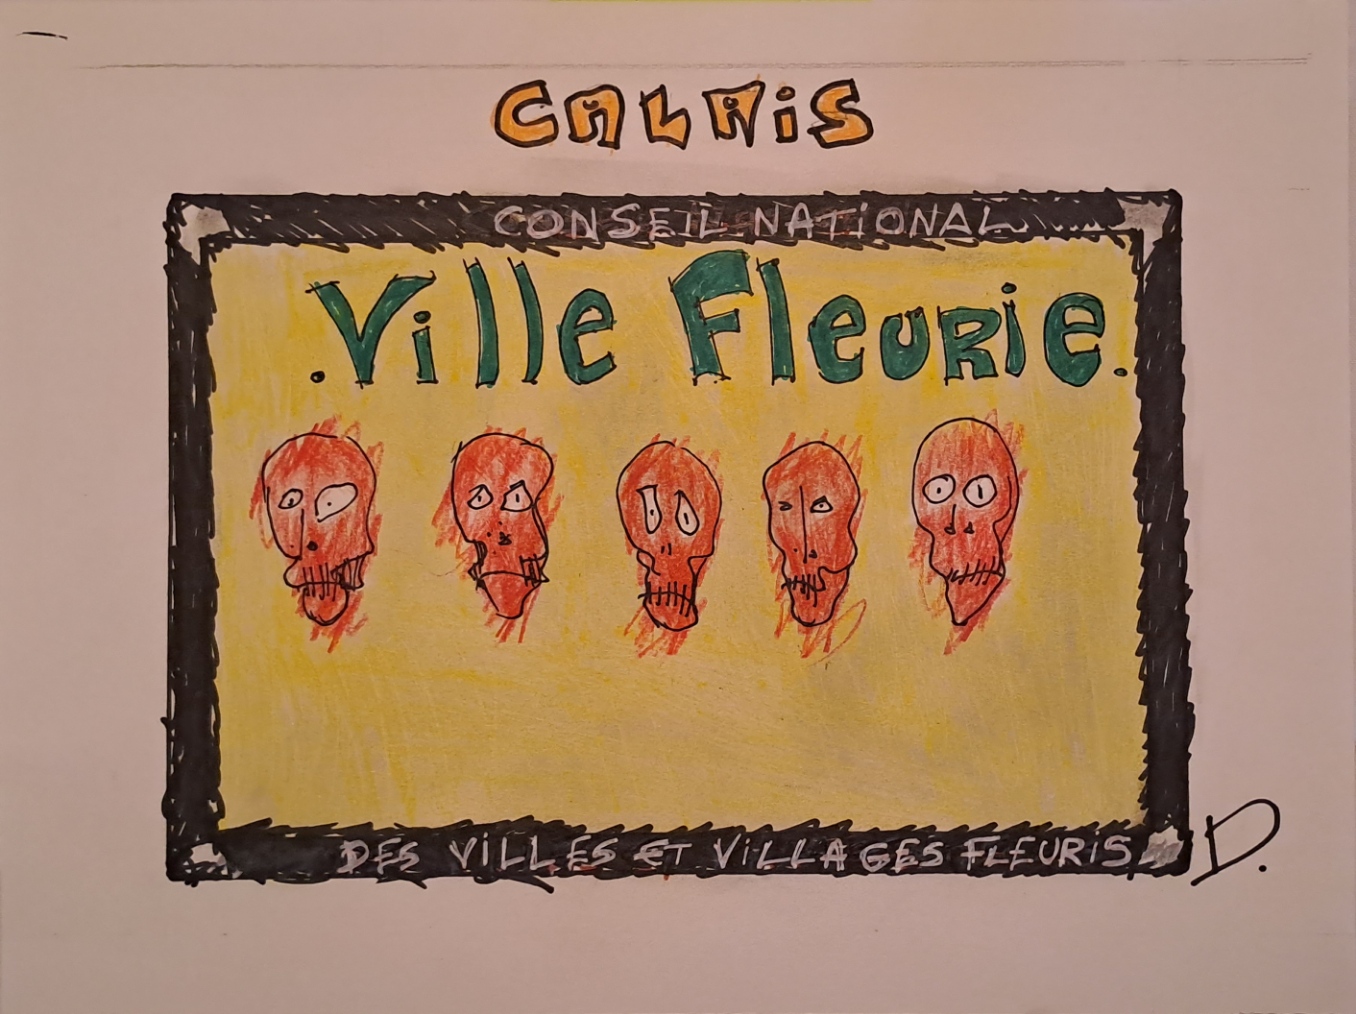 CALAIS
CONSEIL NATIONAL
.Ville Fleurie.
DES VILLES ET VILLAGES FLEURIS
D.